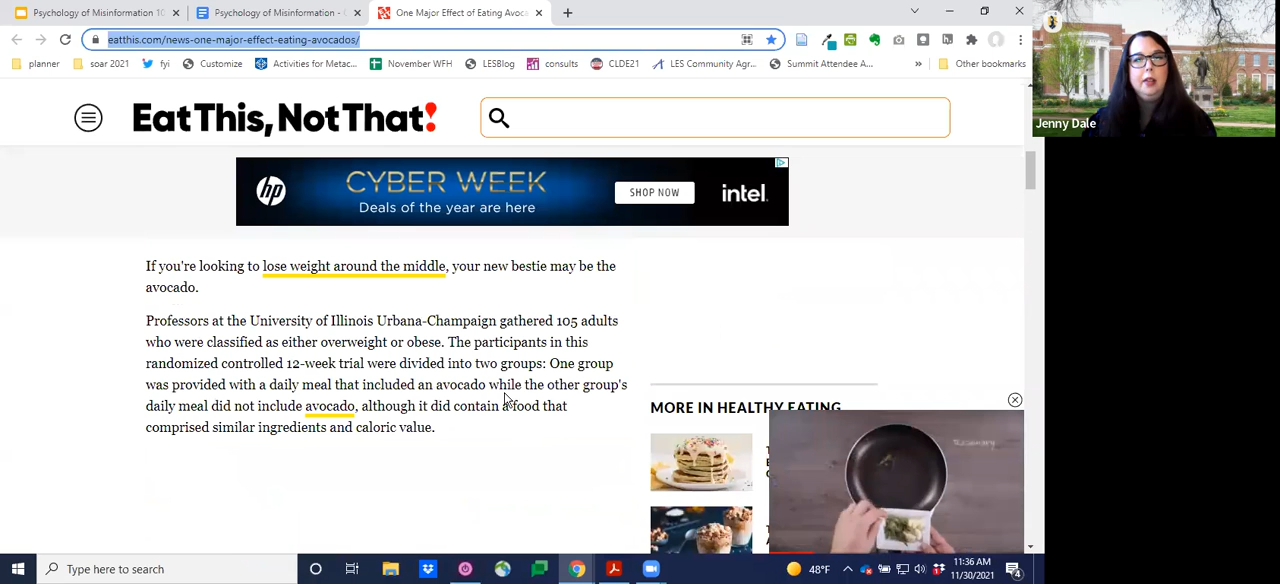 Psychology of Misinformation 10
Psychology of Misinformation -
One Major Effect of Eating Avoca
eatthis.com/news-one-major-effect-eating-avocados/
planner
soar 2021
fyi
Customize
Activities for Metac...
November WFH
LESBlog
consults
CLDE21
LES Community Agr...
Summit Attendee A...
Other bookmarks
Jenny Dale
Eat This, Not That!
hp
CYBER WEEK
Deals of the year are here
SHOP NOW
intel.
If you're looking to lose weight around the middle, your new bestie may be the
avocado.
Professors at the University of Illinois Urbana-Champaign gathered 105 adults
who were classified as either overweight or obese. The participants in this
randomized controlled 12-week trial were divided into two groups: One group
was provided with a daily meal that included an avocado while the other group's
daily meal did not include avocado, although it did contain a food that
comprised similar ingredients and caloric value.
MORE IN HEALTHY EATING
Type here to search
48°F
11:36 AM
11/30/2021
4